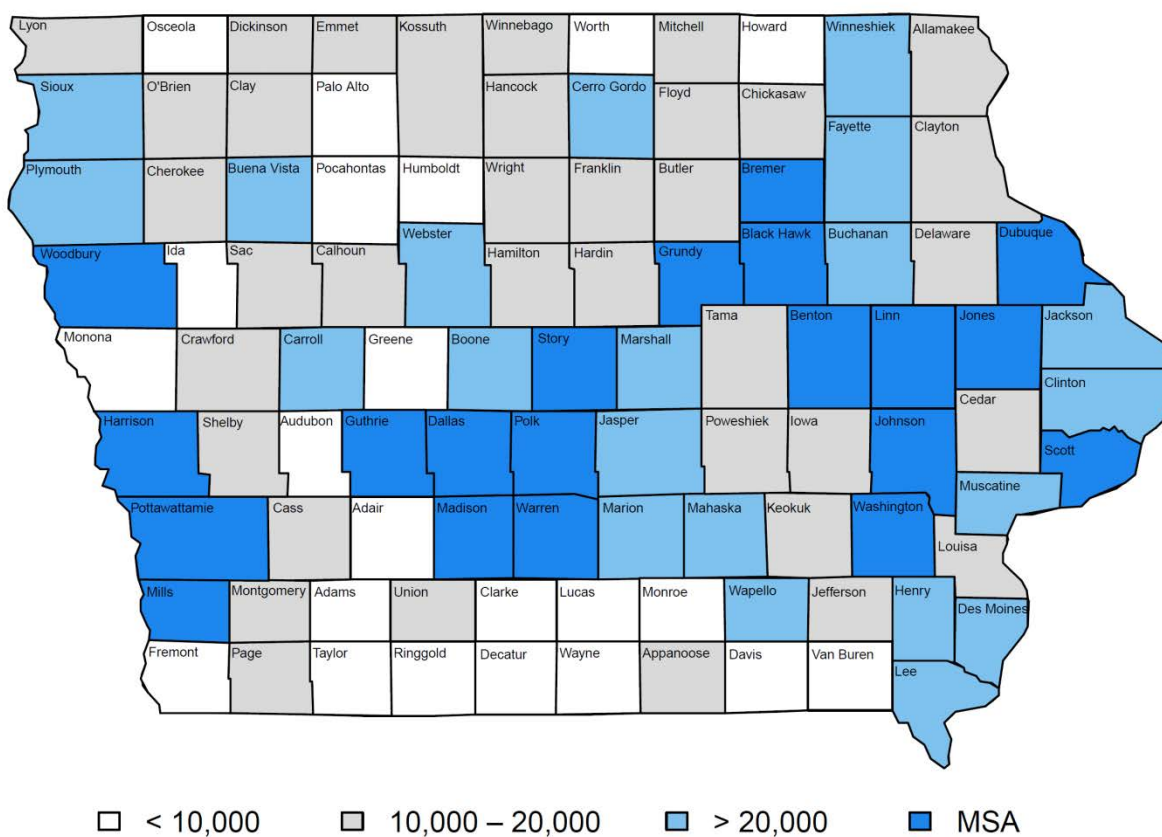 Lyon
Osceola
Dickinson
Emmet
Kossuth
Winnebago
Worth
Mitchell
Howard
Winneshiek
Allamakee
Sioux
O'Brien
Clay
Palo Alto
Hancock
Cerro Gordo
Floyd
Chickasaw
Fayette
Clayton
Plymouth
Cherokee
Buena Vista
Pocahontas
Humboldt
Wright
Franklin
Butler
Bremer
Woodbury
Ida
Sac
Calhoun
Webster
Hamilton
Hardin
Grundy
Black Hawk
Buchanan
Delaware
Dubuque
Monona
Crawford
Carroll
Greene
Boone
Story
Marshall
Tama
Benton
Linn
Jones
Jackson
Clinton
Cedar
Harrison
Shelby
Audubon
Guthrie
Dallas
Polk
Jasper
Poweshiek
Iowa
Johnson
Scott
Muscatine
Pottawattamie
Cass
Adair
Madison
Warren
Marion
Mahaska
Keokuk
Washington
Louisa
Mills
Montgomery
Adams
Union
Clarke
Lucas
Monroe
Wapello
Jefferson
Henry
Des Moines
Fremont
Page
Taylor
Ringgold
Decatur
Wayne
Appanoose
Davis
Van Buren
Lee
< 10,000
10,000 – 20,000
> 20,000
MSA